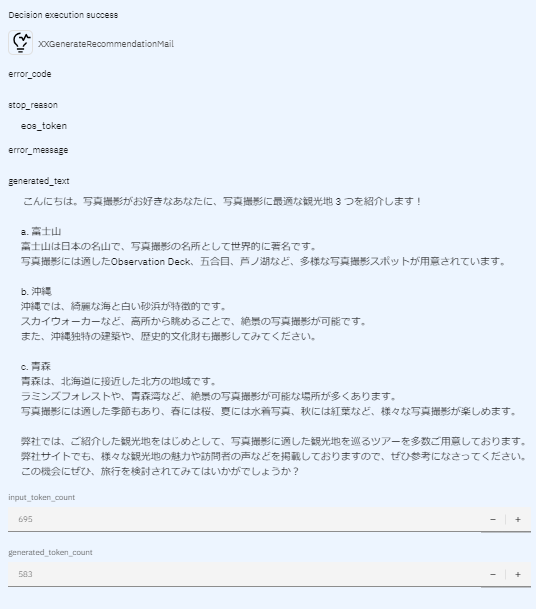 Decision execution success
XXGenerateRecommendationMail
error_code
stop_reason
eos_token
error_message
generated_text
こんにちは。写真撮影がお好きなあなたに、写真撮影に最適な観光地 3 つを紹介します！
a. 富士山
富士山は日本の名山で、写真撮影の名所として世界的に著名です。
写真撮影には適したObservation Deck、五合目、芦ノ湖など、多様な写真撮影スポットが用意されています。
b. 沖縄
沖縄では、綺麗な海と白い砂浜が特徴的です。
スカイウォーカーなど、高所から眺めることで、絶景の写真撮影が可能です。
また、沖縄独特の建築や、歴史的文化財も撮影してみてください。
c. 青森
青森は、北海道に接近した北方の地域です。
ラミンズフォレストや、青森湾など、絶景の写真撮影が可能な場所が多くあります。
写真撮影には適した季節もあり、春には桜、夏には水着写真、秋には紅葉など、様々な写真撮影が楽しめます。
弊社では、ご紹介した観光地をはじめとして、写真撮影に適した観光地を巡るツアーを多数ご用意しております。
弊社サイトでも、様々な観光地の魅力や訪問者の声などを掲載しておりますので、ぜひ参考になさってください。
この機会にぜひ、旅行を検討されてみてはいかがでしょうか？
input_token_count
695
generated_token_count
583